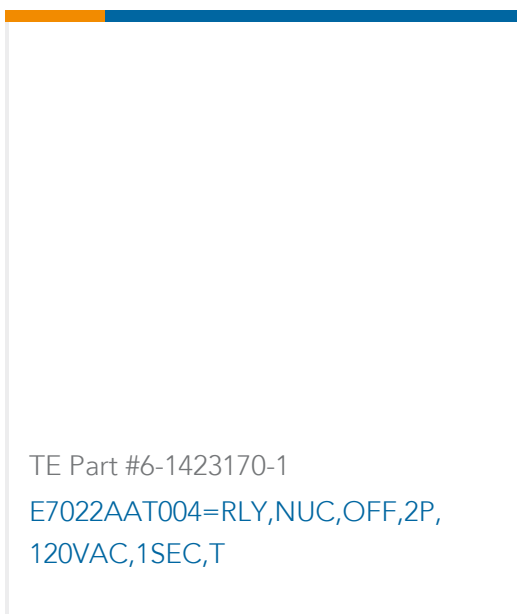 TE Part #6-1423170-1
E7022AAT004=RLY,NUC,OFF,2P,
120VAC,1SEC,T